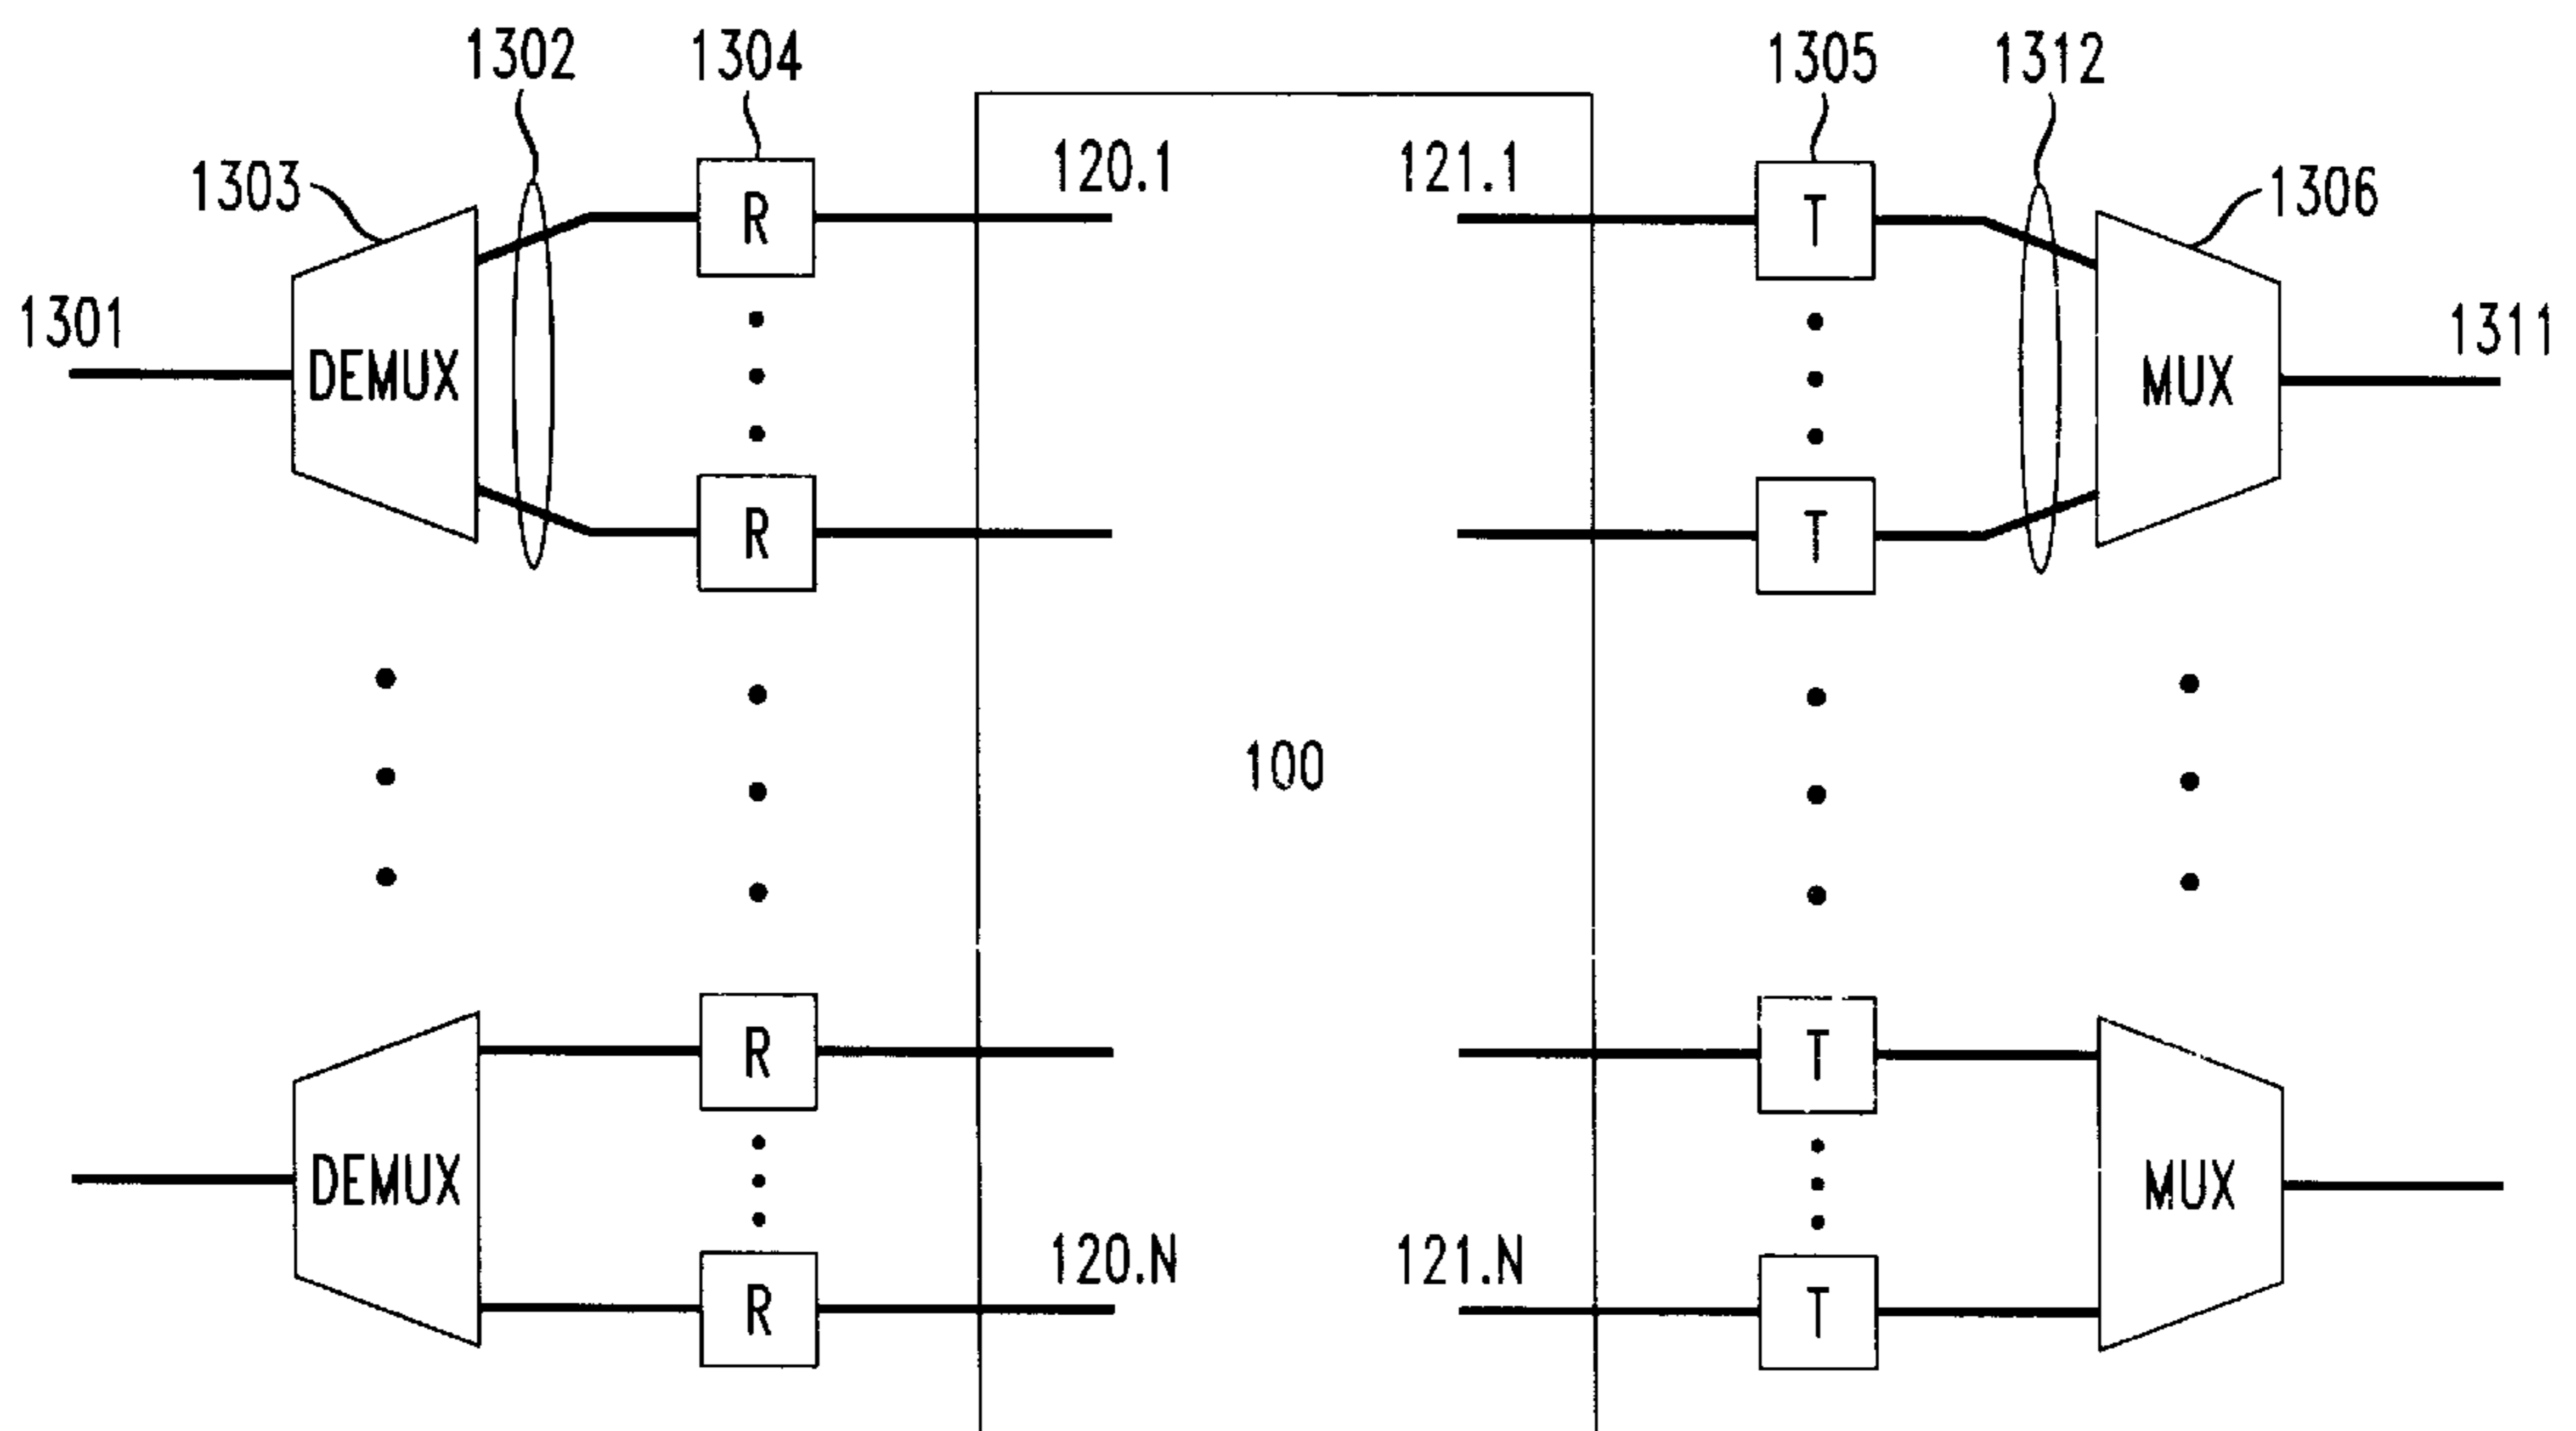 1302 1304 1305 1312
1303 120.1 121.1 1306
R T
1301 DEMUX MUX 1311
R T
100
R T
DEMUX MUX
120.N 121.N
R T